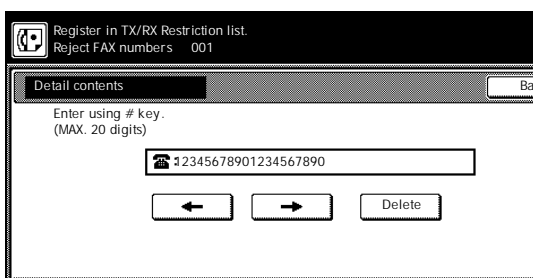 Register in TX/RX Restriction list.
Reject FAX numbers 001
Detail contents
Ba
Enter using # key.
(MAX. 20 digits)
☎:12345678901234567890
Delete